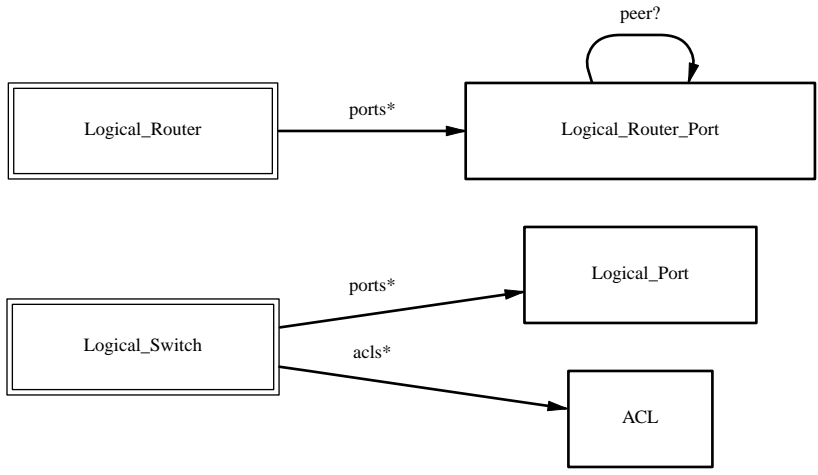 peer?
Logical_Router
ports*
Logical_Router_Port
Logical_Switch
ports*
Logical_Port
acls*
ACL